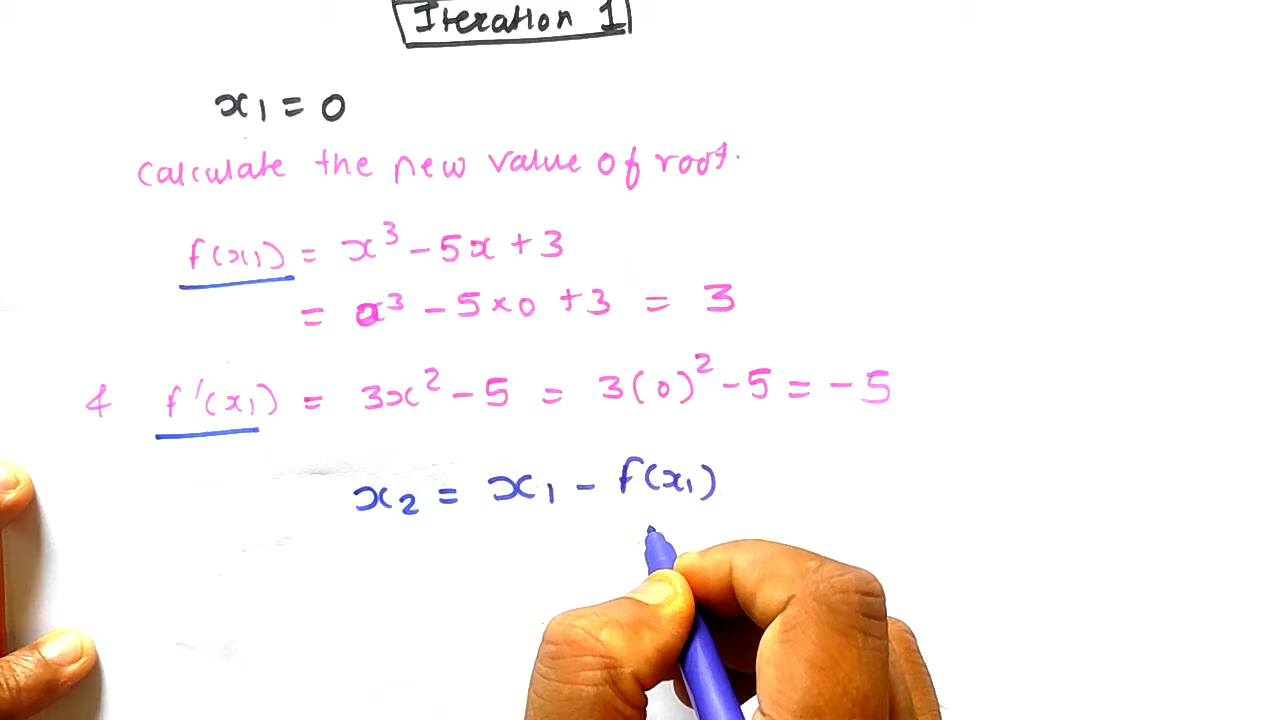 Iteration 1
x₁ = 0
Calculate the new value of root.
f(x₁) = x³ - 5x + 3
= 0³ - 5×0 + 3 = 3
& f'(x₁) = 3x² - 5 = 3(0)² - 5 = -5
x₂ = x₁ - f(x₁)